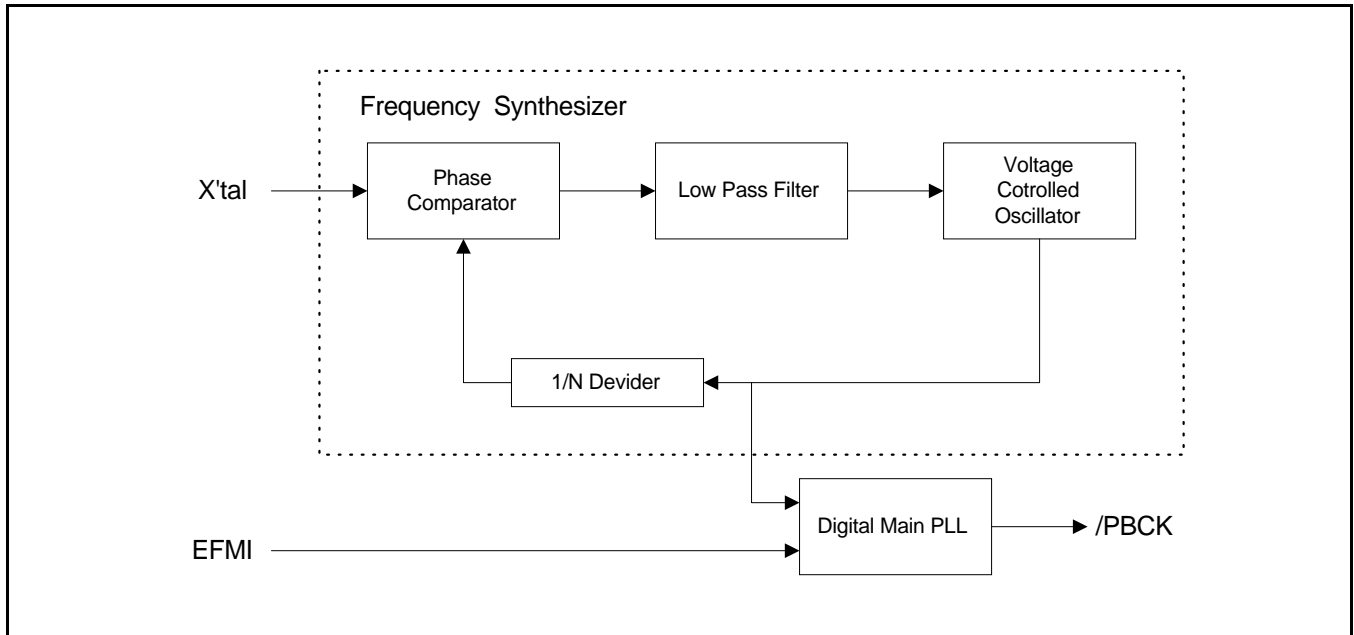 Frequency Synthesizer
X'tal
Phase
Comparator
Low Pass Filter
Voltage
Cotrolled
Oscillator
1/N Devider
EFMI
Digital Main PLL
/PBCK